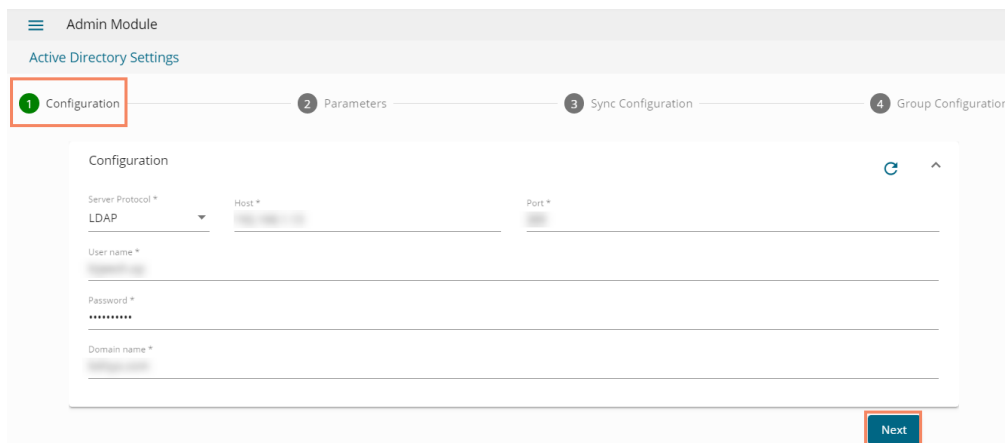 Admin Module
Active Directory Settings
1 Configuration 2 Parameters 3 Sync Configuration 4 Group Configuration
Configuration
Server Protocol * Host * Port *
LDAP
User name *
Password *
••••••••••
Domain name *
Next